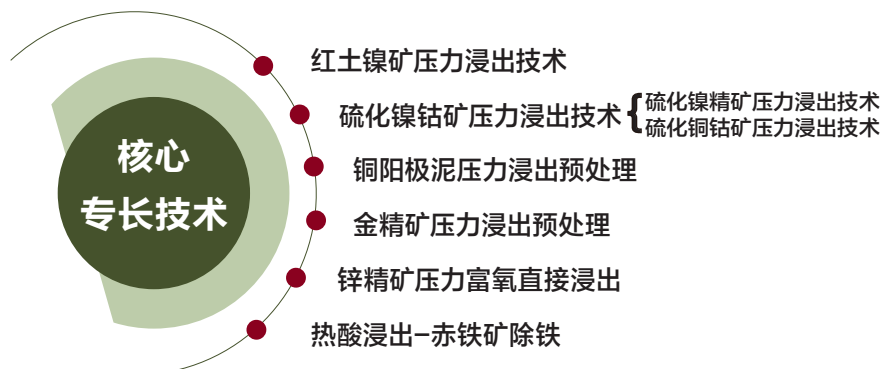 核心
专长技术
红土镍矿压力浸出技术
硫化镍钴矿压力浸出技术
硫化镍精矿压力浸出技术
硫化铜钴矿压力浸出技术
铜阳极泥压力浸出预处理
金精矿压力浸出预处理
锌精矿压力富氧直接浸出
热酸浸出–赤铁矿除铁